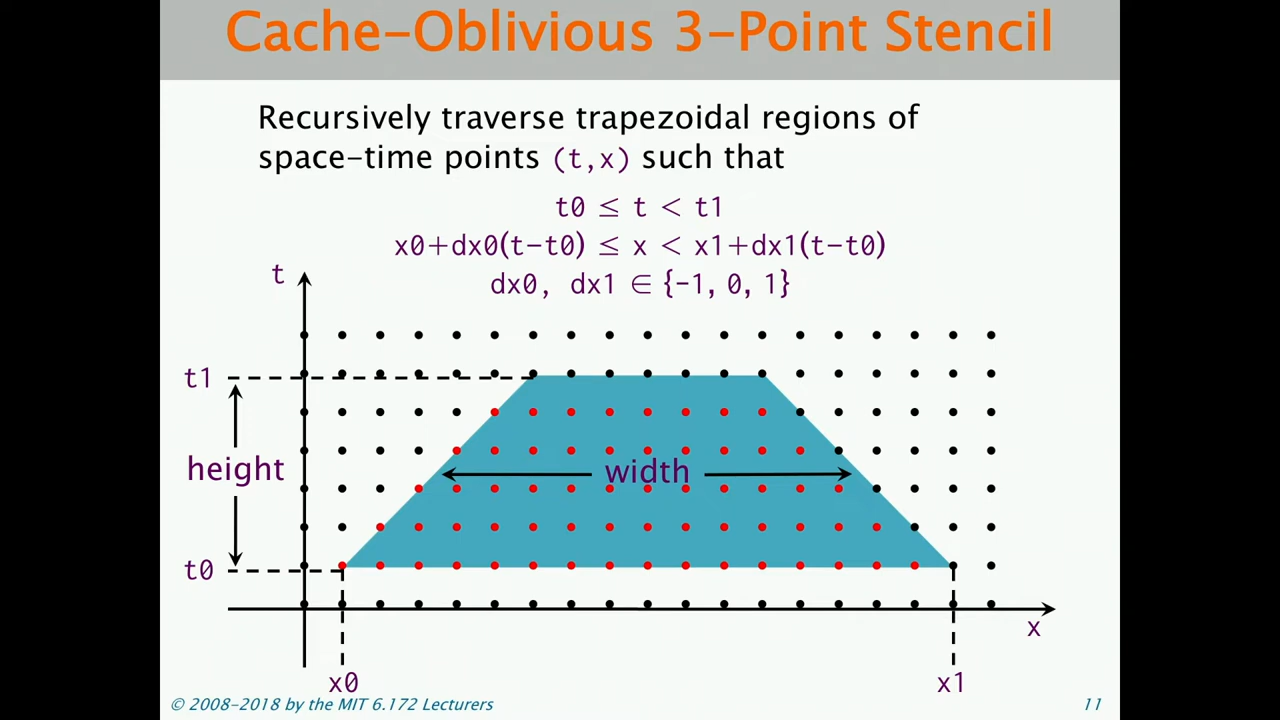 Cache-Oblivious 3-Point Stencil
Recursively traverse trapezoidal regions of
space-time points (t,x) such that
t0 ≤ t < t1
x0+dx0(t-t0) ≤ x < x1+dx1(t-t0)
dx0, dx1 ∈ {-1, 0, 1}
t
t1
height
width
t0
x
x0
x1
© 2008-2018 by the MIT 6.172 Lecturers
11